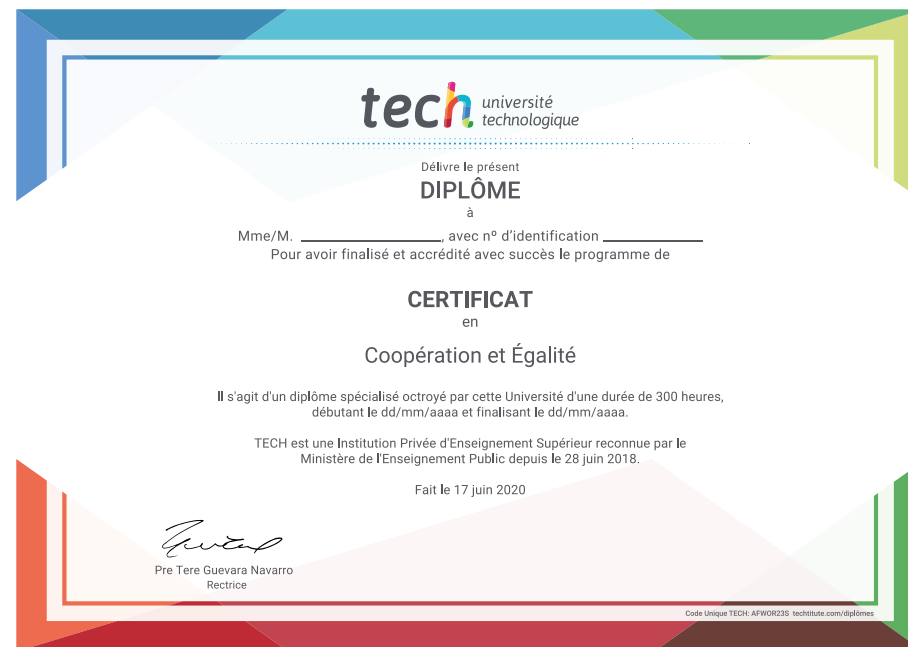 tech université
technologique
Délivre le présent
DIPLÔME
à
Mme/M. ____________________, avec nº d'identification ______________
Pour avoir finalisé et accrédité avec succès le programme de
CERTIFICAT
en
Coopération et Égalité
Il s'agit d'un diplôme spécialisé octroyé par cette Université d'une durée de 300 heures,
débutant le dd/mm/aaaa et finalisant le dd/mm/aaaa.
TECH est une Institution Privée d'Enseignement Supérieur reconnue par le
Ministère de l'Enseignement Public depuis le 28 juin 2018.
Fait le 17 juin 2020
Pre Tere Guevara Navarro
Rectrice
Code Unique TECH: AFWOR23S techtitute.com/diplômes